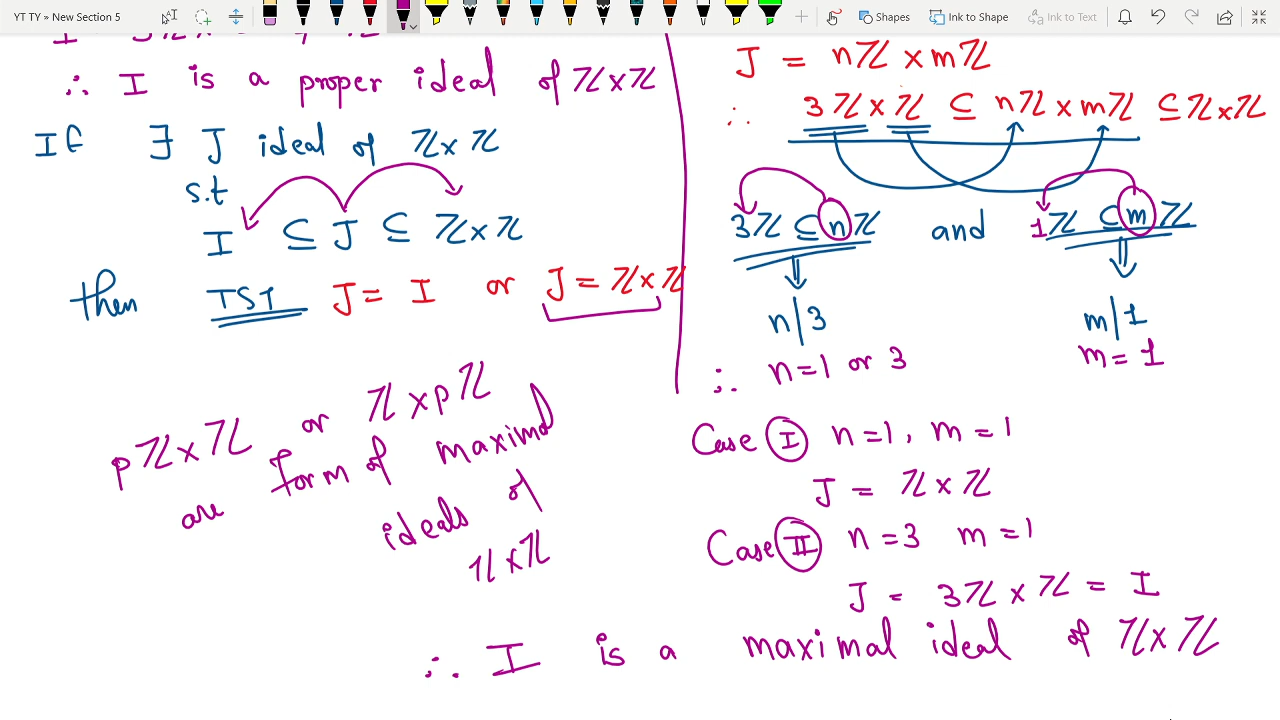 YT TY » New Section 5
Shapes
Ink to Shape
Ink to Text
∴ I is a proper ideal of ℤ×ℤ
If ∃ J ideal of ℤ×ℤ
s.t
I ⊆ J ⊆ ℤ×ℤ
then TST J = I or J = ℤ×ℤ
pℤ×ℤ or ℤ×pℤ
are form of maximal
ideals of
ℤ×ℤ
J = nℤ×mℤ
∴ 3ℤ×ℤ ⊆ nℤ×mℤ ⊆ ℤ×ℤ
3ℤ ⊆ nℤ and 1ℤ ⊆ mℤ
⇓ ⇓
n/3 m/1
∴ n=1 or 3 m=1
Case I n=1, m=1
J = ℤ×ℤ
Case II n=3 m=1
J = 3ℤ×ℤ = I
∴ I is a maximal ideal of ℤ×ℤ